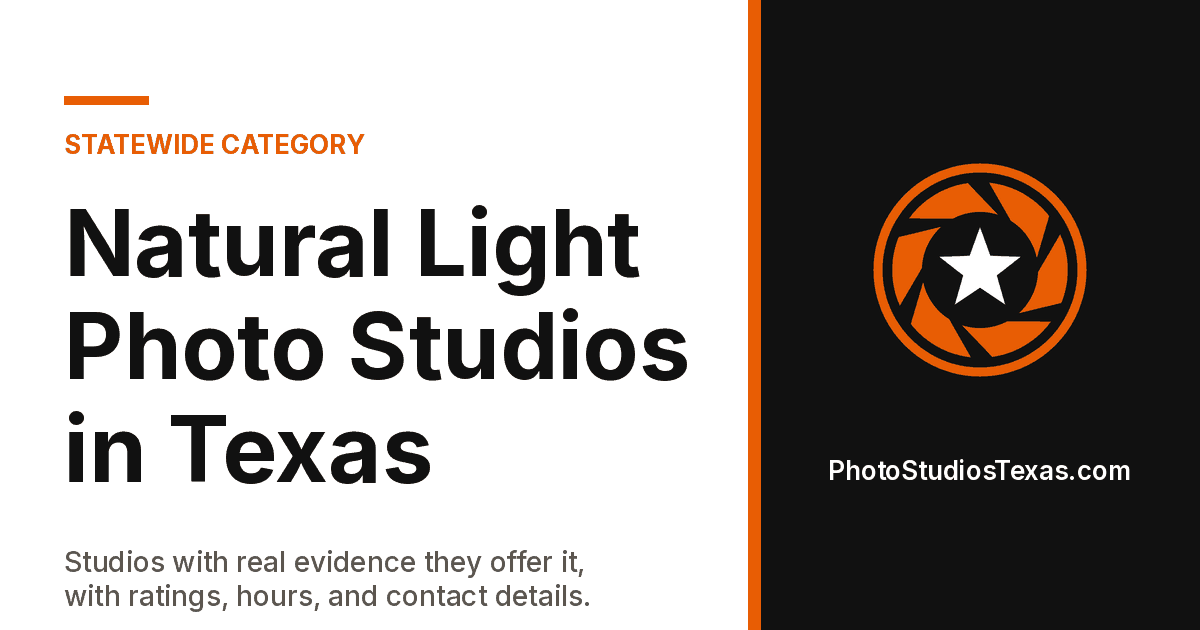 STATEWIDE CATEGORY
Natural Light
Photo Studios
in Texas
Studios with real evidence they offer it,
with ratings, hours, and contact details.
PhotoStudiosTexas.com